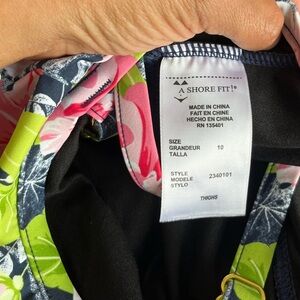 A SHORE FIT!®
MADE IN CHINA
FAIT EN CHINE
HECHO EN CHINA
RN 135401
SIZE
GRANDEUR 10
TALLA
STYLE
MODELE 2340101
STYLO
THIGHS